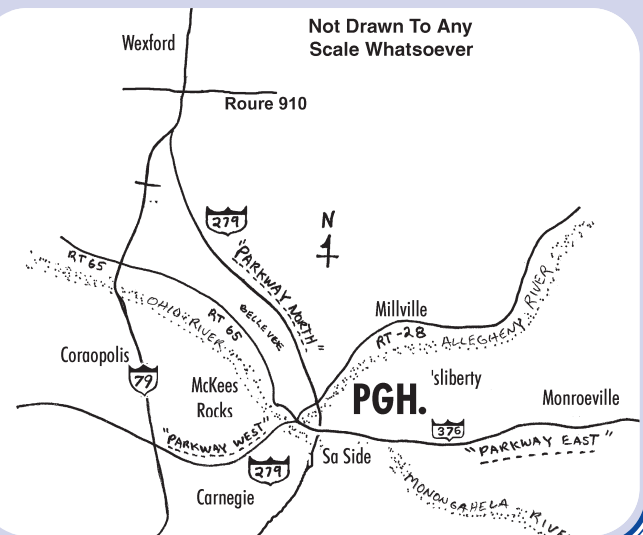 Not Drawn To Any
Scale Whatsoever
Wexford
Roure 910
279
N
"PARKWAY NORTH"
RT 65
OHIO RIVER
RT 65
BELLEVEE
Millville
RT-28
ALLEGHENY RIVER
Coraopolis
79
McKees
Rocks
'sliberty
PGH.
Monroeville
376
"PARKWAY WEST"
"PARKWAY EAST"
279
Sa Side
Carnegie
MONONGAHELA RIVE